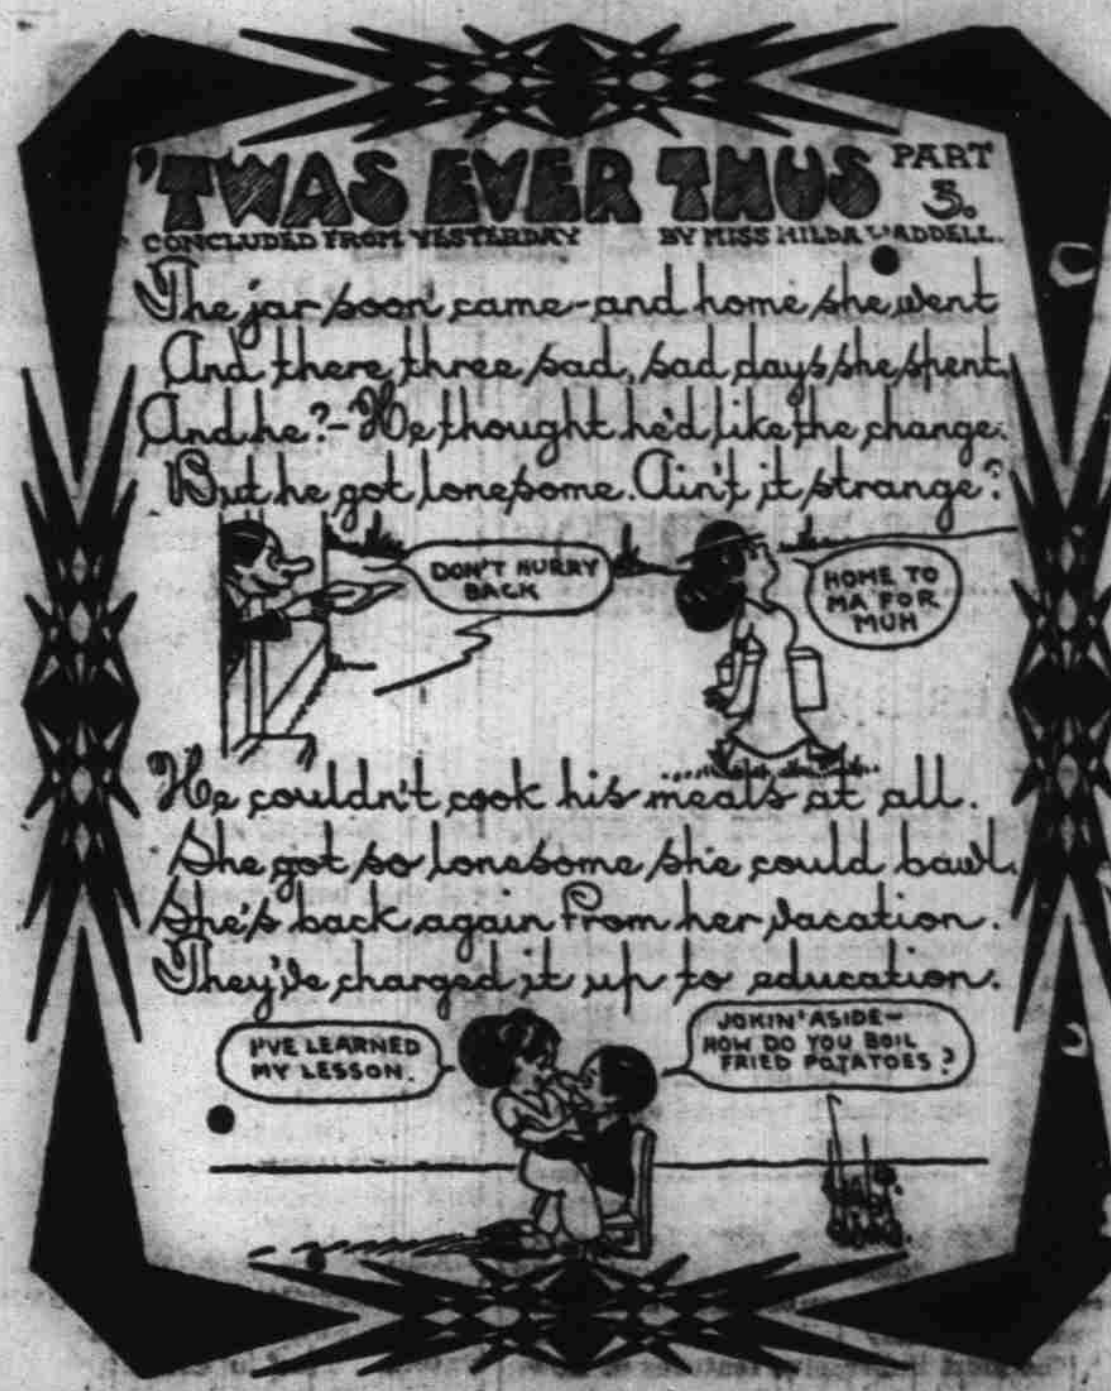 'TWAS EVER THUS PART 3.
CONCLUDED FROM YESTERDAY BY MISS HILDA WADDELL.
The jar soon came-and home she went
And there three sad, sad days she spent.
And he?-He thought he'd like the change.
But he got lonesome. Ain't it strange?
DON'T HURRY
BACK
HOME TO
MA FOR
MUH
He couldn't cook his meals at all.
She got so lonesome she could bawl.
She's back again from her vacation.
They've charged it up to education.
I'VE LEARNED
MY LESSON.
JOKIN' ASIDE-
HOW DO YOU BOIL
FRIED POTATOES?